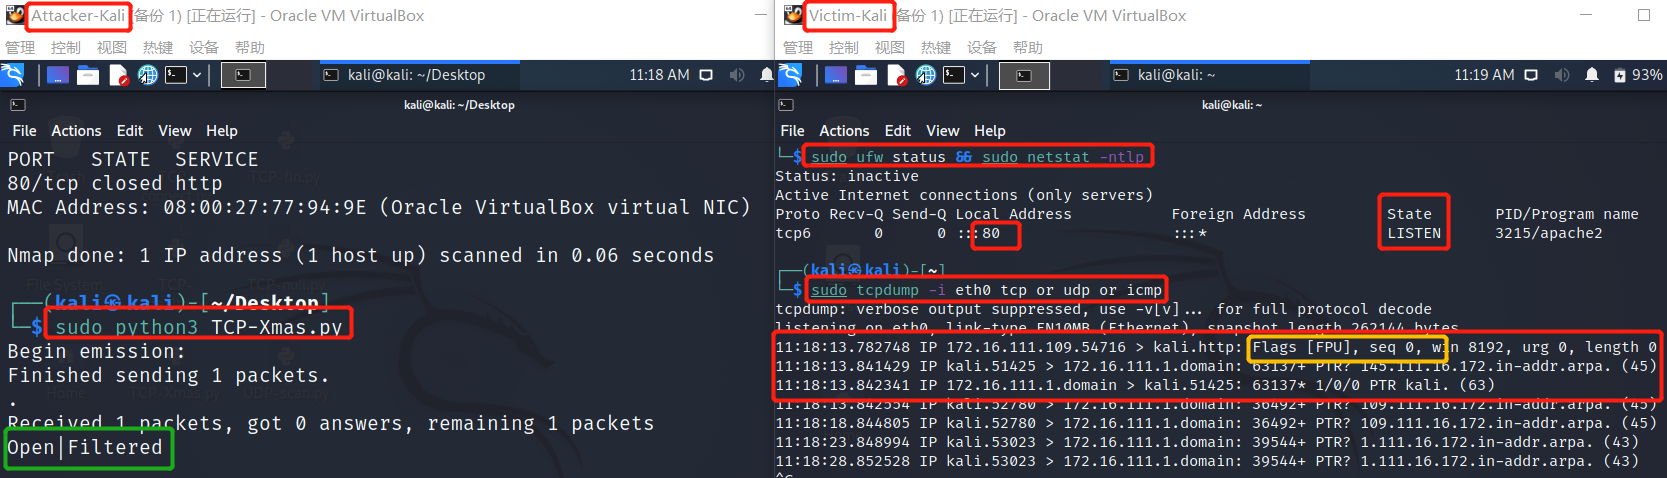 Attacker-Kali (备份 1) [正在运行] - Oracle VM VirtualBox
管理 控制 视图 热键 设备 帮助
kali@kali: ~/Desktop 11:18 AM
kali@kali: ~/Desktop
File Actions Edit View Help
PORT STATE SERVICE
80/tcp closed http
MAC Address: 08:00:27:77:94:9E (Oracle VirtualBox virtual NIC)
Nmap done: 1 IP address (1 host up) scanned in 0.06 seconds
┌──(kali㉿kali)-[~/Desktop]
└─$ sudo python3 TCP-Xmas.py
Begin emission:
Finished sending 1 packets.
.
Received 1 packets, got 0 answers, remaining 1 packets
Open|Filtered
Victim-Kali (备份 1) [正在运行] - Oracle VM VirtualBox
管理 控制 视图 热键 设备 帮助
kali@kali: ~ 11:19 AM 93%
kali@kali: ~
File Actions Edit View Help
└─$ sudo ufw status && sudo netstat -ntlp
Status: inactive
Active Internet connections (only servers)
Proto Recv-Q Send-Q Local Address Foreign Address State PID/Program name
tcp6 0 0 :::80 :::* LISTEN 3215/apache2
┌──(kali㉿kali)-[~]
└─$ sudo tcpdump -i eth0 tcp or udp or icmp
tcpdump: verbose output suppressed, use -v[v]... for full protocol decode
listening on eth0, link-type EN10MB (Ethernet), snapshot length 262144 bytes
11:18:13.782748 IP 172.16.111.109.54716 > kali.http: Flags [FPU], seq 0, win 8192, urg 0, length 0
11:18:13.841429 IP kali.51425 > 172.16.111.1.domain: 63137+ PTR? 145.111.16.172.in-addr.arpa. (45)
11:18:13.842341 IP 172.16.111.1.domain > kali.51425: 63137* 1/0/0 PTR kali. (63)
11:18:13.842554 IP kali.52780 > 172.16.111.1.domain: 36492+ PTR? 109.111.16.172.in-addr.arpa. (45)
11:18:18.844805 IP kali.52780 > 172.16.111.1.domain: 36492+ PTR? 109.111.16.172.in-addr.arpa. (45)
11:18:23.848994 IP kali.53023 > 172.16.111.1.domain: 39544+ PTR? 1.111.16.172.in-addr.arpa. (43)
11:18:28.852528 IP kali.53023 > 172.16.111.1.domain: 39544+ PTR? 1.111.16.172.in-addr.arpa. (43)